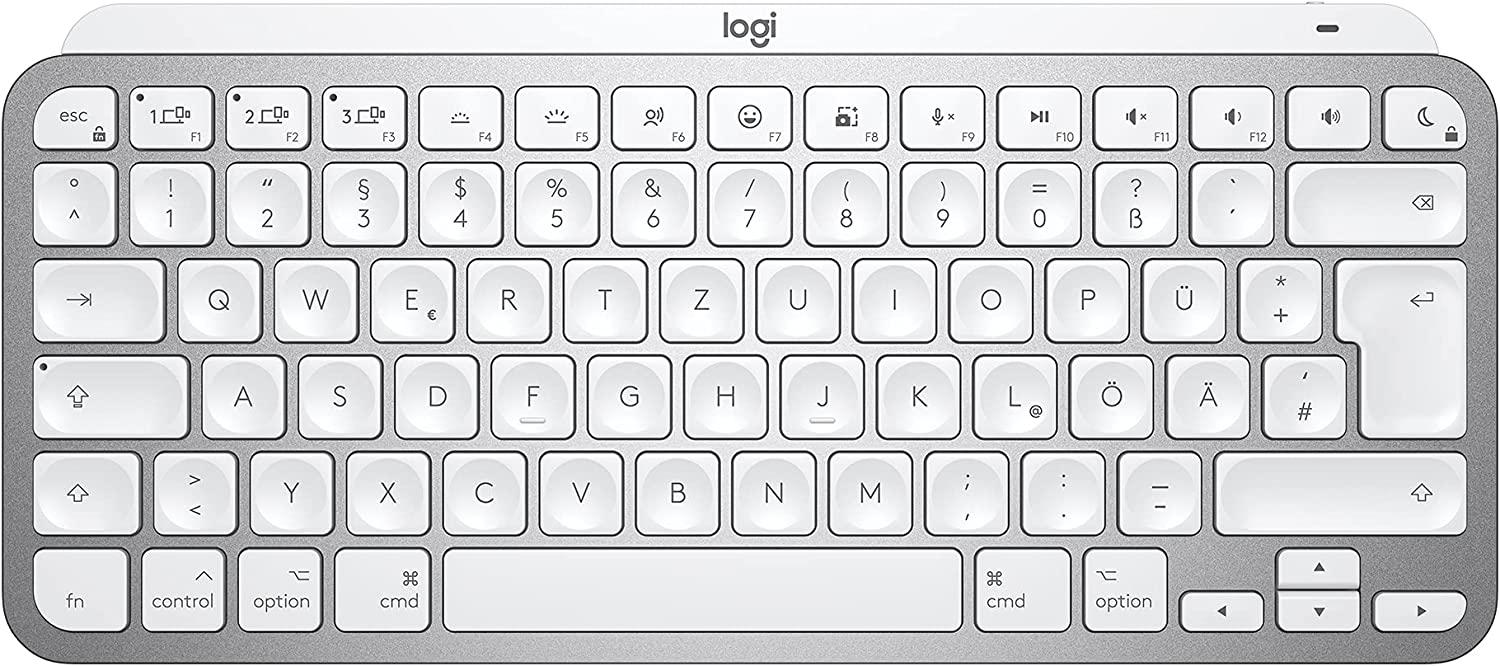 logi
esc fn 1 F1 2 F2 3 F3 F4 F5 F6 F7 F8 F9 F10 F11 F12
° ! “ § $ % & / ( ) = ? `
^ 1 2 3 4 5 6 7 8 9 0 ß ´
Q W E € R T Z U I O P Ü * +
A S D F G H J K L @ Ö Ä ' #
> < Y X C V B N M ; , : . _ -
fn control option cmd cmd option